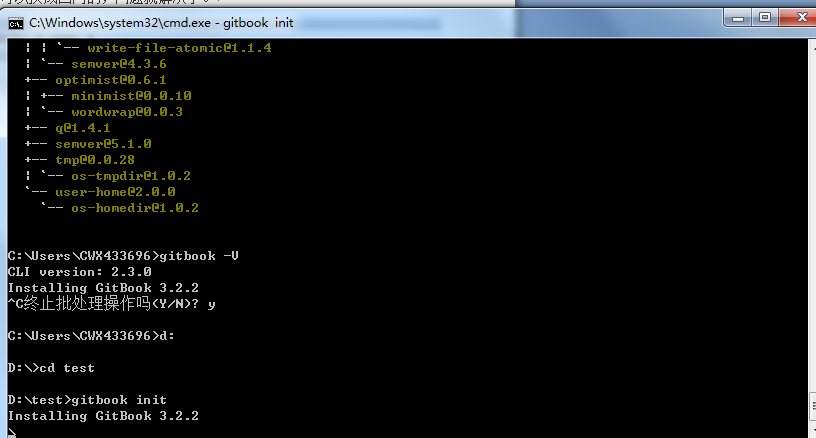 C:\Windows\system32\cmd.exe - gitbook init
¦ ¦ `-- write-file-atomic@1.1.4
¦ `-- semver@4.3.6
+-- optimist@0.6.1
¦ +-- minimist@0.0.10
¦ `-- wordwrap@0.0.3
+-- q@1.4.1
+-- semver@5.1.0
+-- tmp@0.0.28
¦ `-- os-tmpdir@1.0.2
`-- user-home@2.0.0
`-- os-homedir@1.0.2
C:\Users\CWX433696>gitbook -V
CLI version: 2.3.0
Installing GitBook 3.2.2
^C终止批处理操作吗(Y/N)? y
C:\Users\CWX433696>d:
D:\>cd test
D:\test>gitbook init
Installing GitBook 3.2.2
\